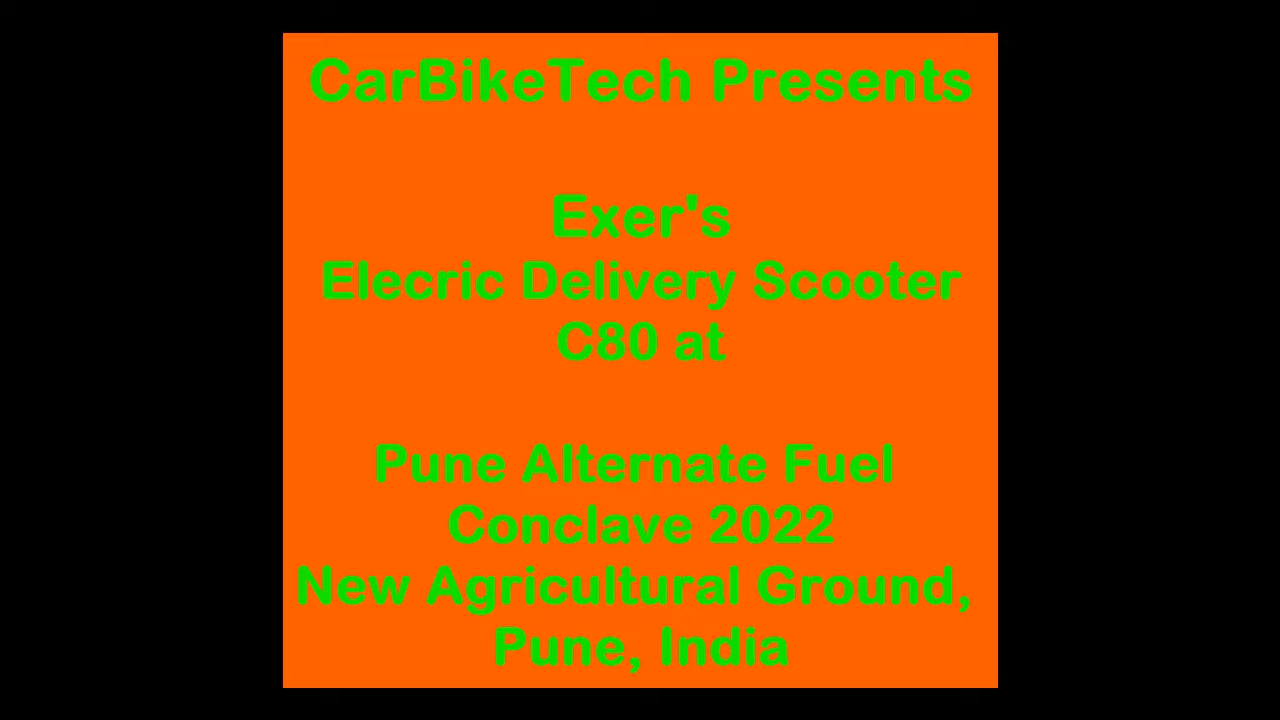 CarBikeTech Presents
Exer's
Elecric Delivery Scooter
C80 at
Pune Alternate Fuel
Conclave 2022
New Agricultural Ground,
Pune, India